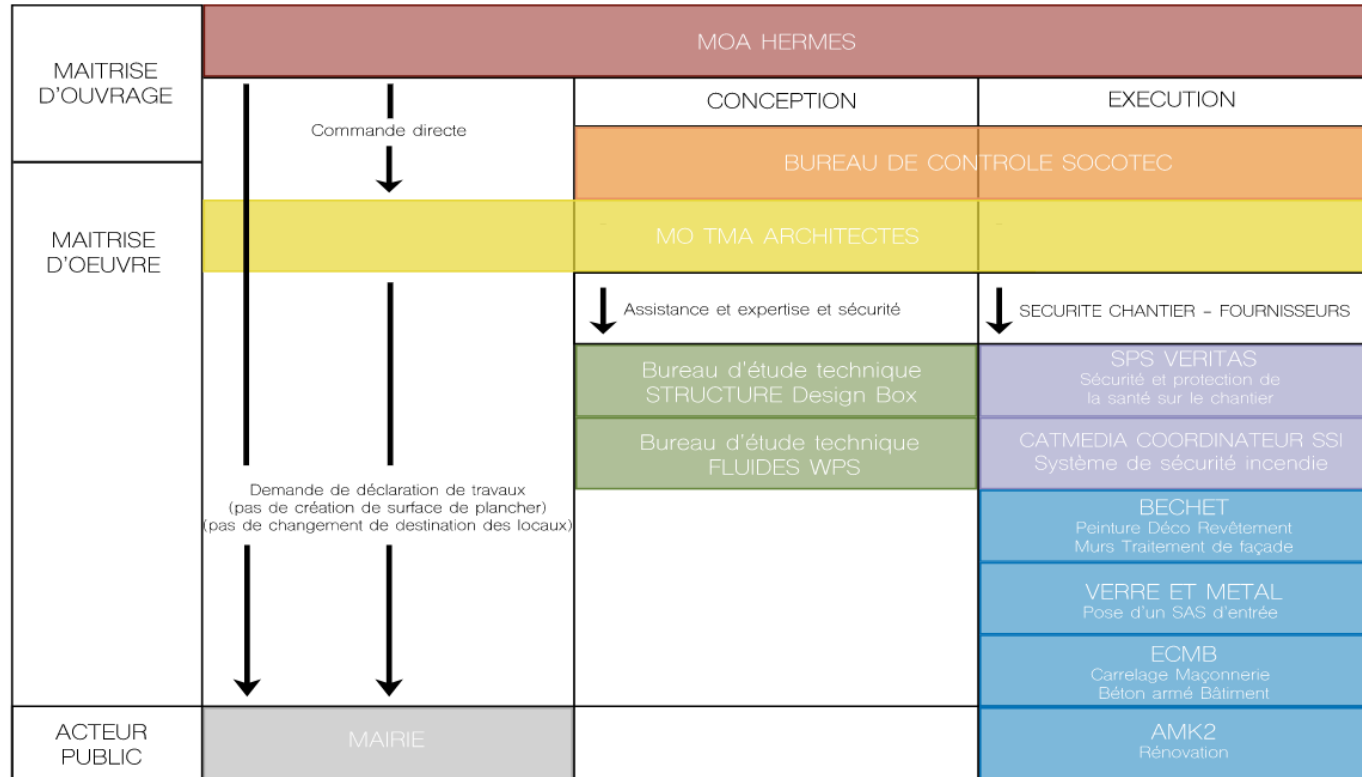 MAITRISE
D'OUVRAGE
MOA HERMES
CONCEPTION
EXECUTION
Commande directe
BUREAU DE CONTROLE SOCOTEC
MAITRISE
D'OEUVRE
MO TMA ARCHITECTES
Assistance et expertise et sécurité
SECURITE CHANTIER - FOURNISSEURS
Bureau d'étude technique
STRUCTURE Design Box
SPS VERITAS
Sécurité et protection de
la santé sur le chantier
Bureau d'étude technique
FLUIDES WPS
CATMEDIA COORDINATEUR SSI
Système de sécurité incendie
Demande de déclaration de travaux
(pas de création de surface de plancher)
(pas de changement de destination des locaux)
BECHET
Peinture Déco Revêtement
Murs Traitement de façade
VERRE ET METAL
Pose d'un SAS d'entrée
ECMB
Carrelage Maçonnerie
Béton armé Bâtiment
ACTEUR
PUBLIC
MAIRIE
AMK2
Rénovation